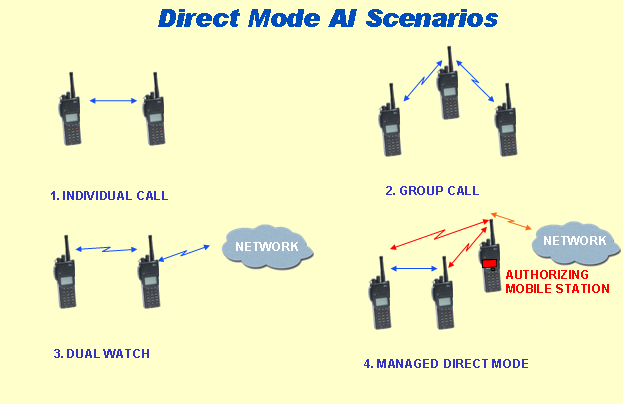 Direct Mode AI Scenarios
1. INDIVIDUAL CALL
2. GROUP CALL
NETWORK
3. DUAL WATCH
NETWORK
AUTHORIZING
MOBILE STATION
4. MANAGED DIRECT MODE